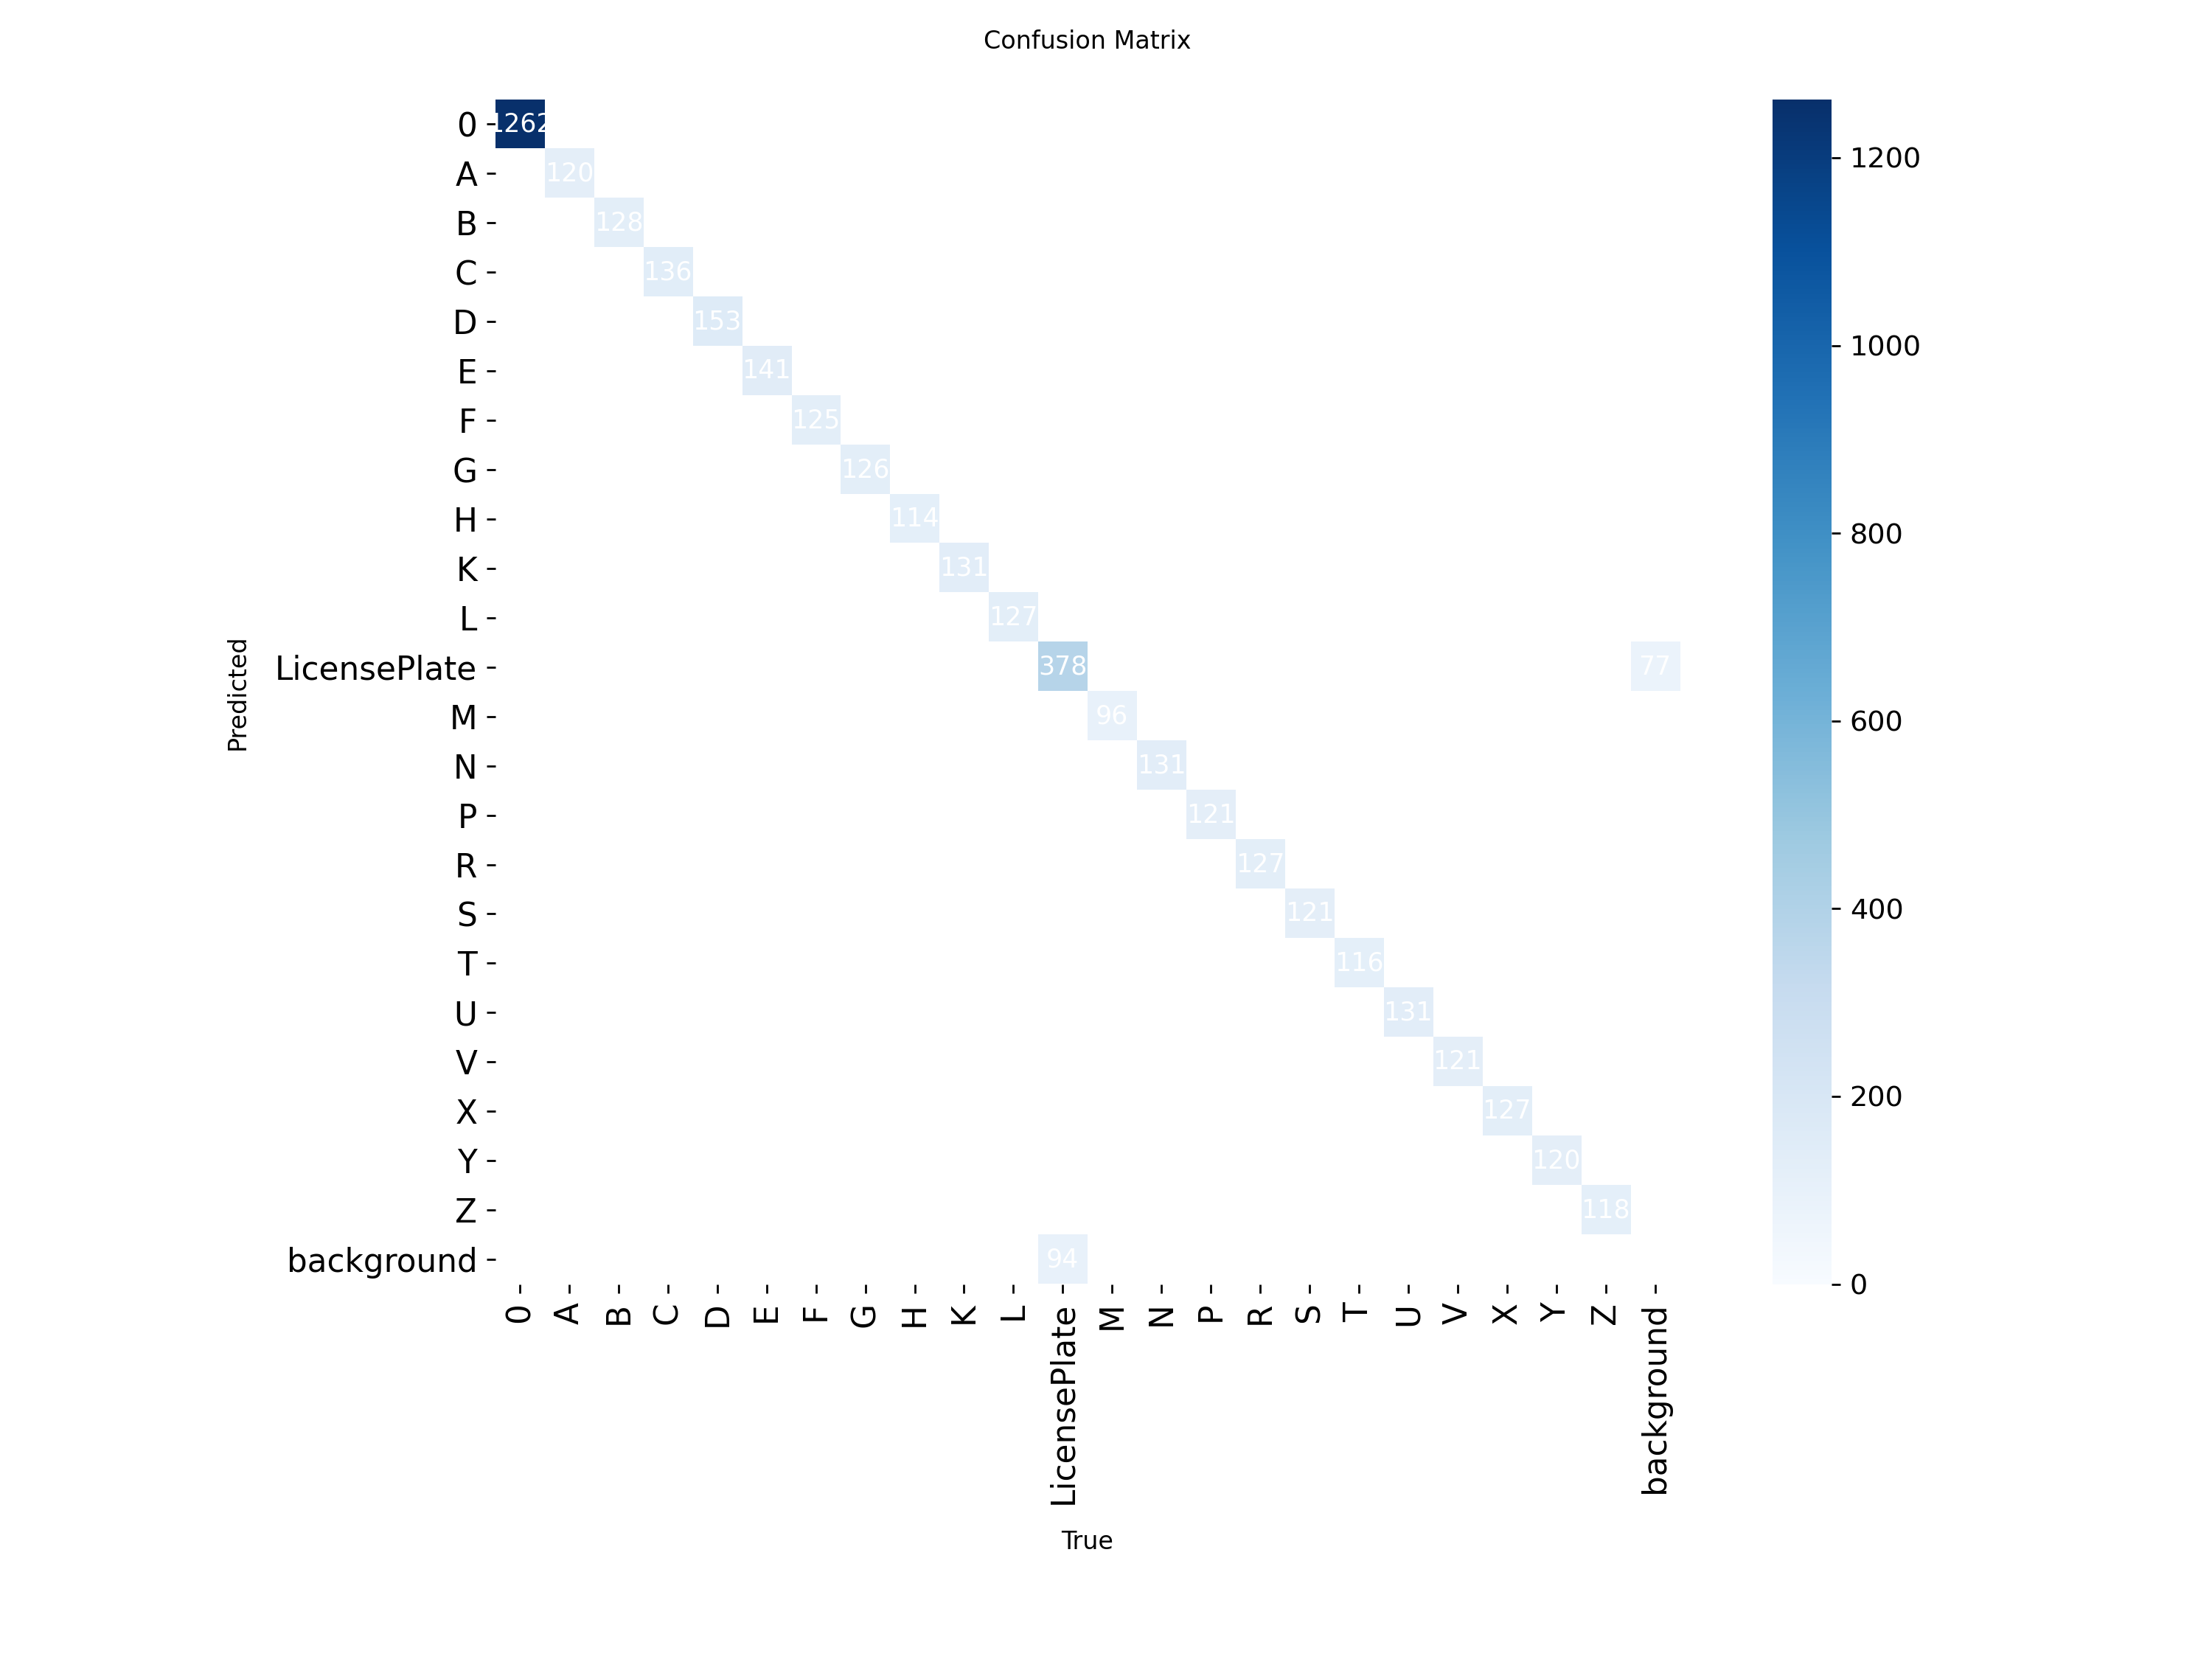 Confusion Matrix
0 1262
A 120
B 128
C 136
D 153
E 141
F 125
G 126
H 114
K 131
L 127
LicensePlate 378 77
M 96
N 131
P 121
R 127
S 121
T 116
U 131
V 121
X 127
Y 120
Z 118
background 94
Predicted
0 A B C D E F G H K L LicensePlate M N P R S T U V X Y Z background
True
1200
1000
800
600
400
200
0